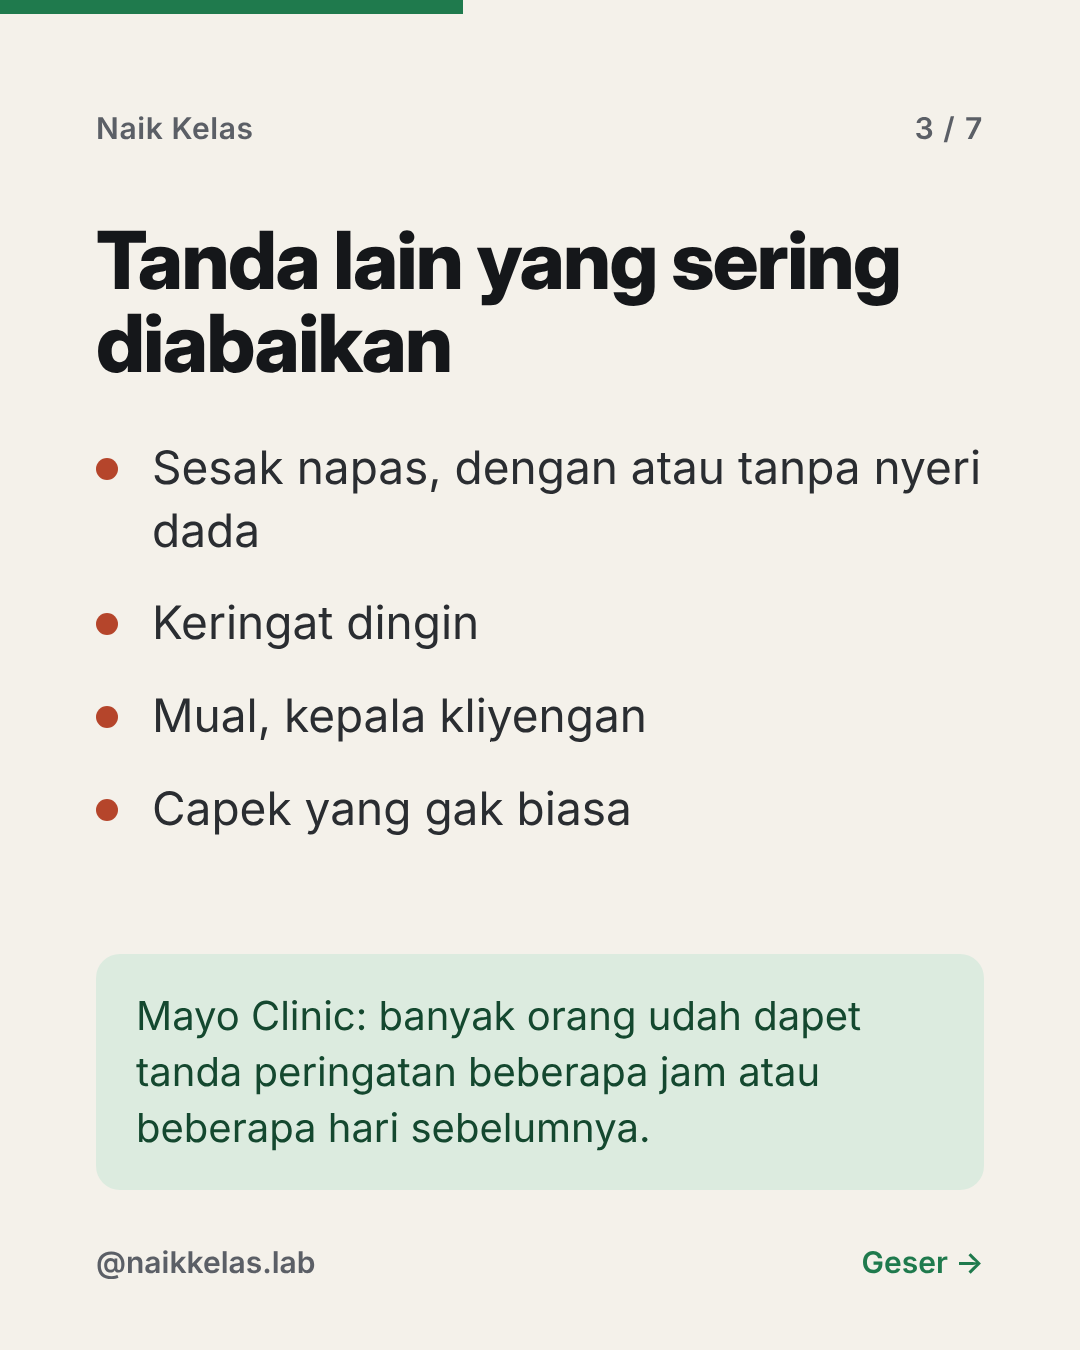 Naik Kelas
3 / 7
Tanda lain yang sering
diabaikan
Sesak napas, dengan atau tanpa nyeri
dada
Keringat dingin
Mual, kepala kliyengan
Capek yang gak biasa
Mayo Clinic: banyak orang udah dapet
tanda peringatan beberapa jam atau
beberapa hari sebelumnya.
@naikkelas.lab
Geser →